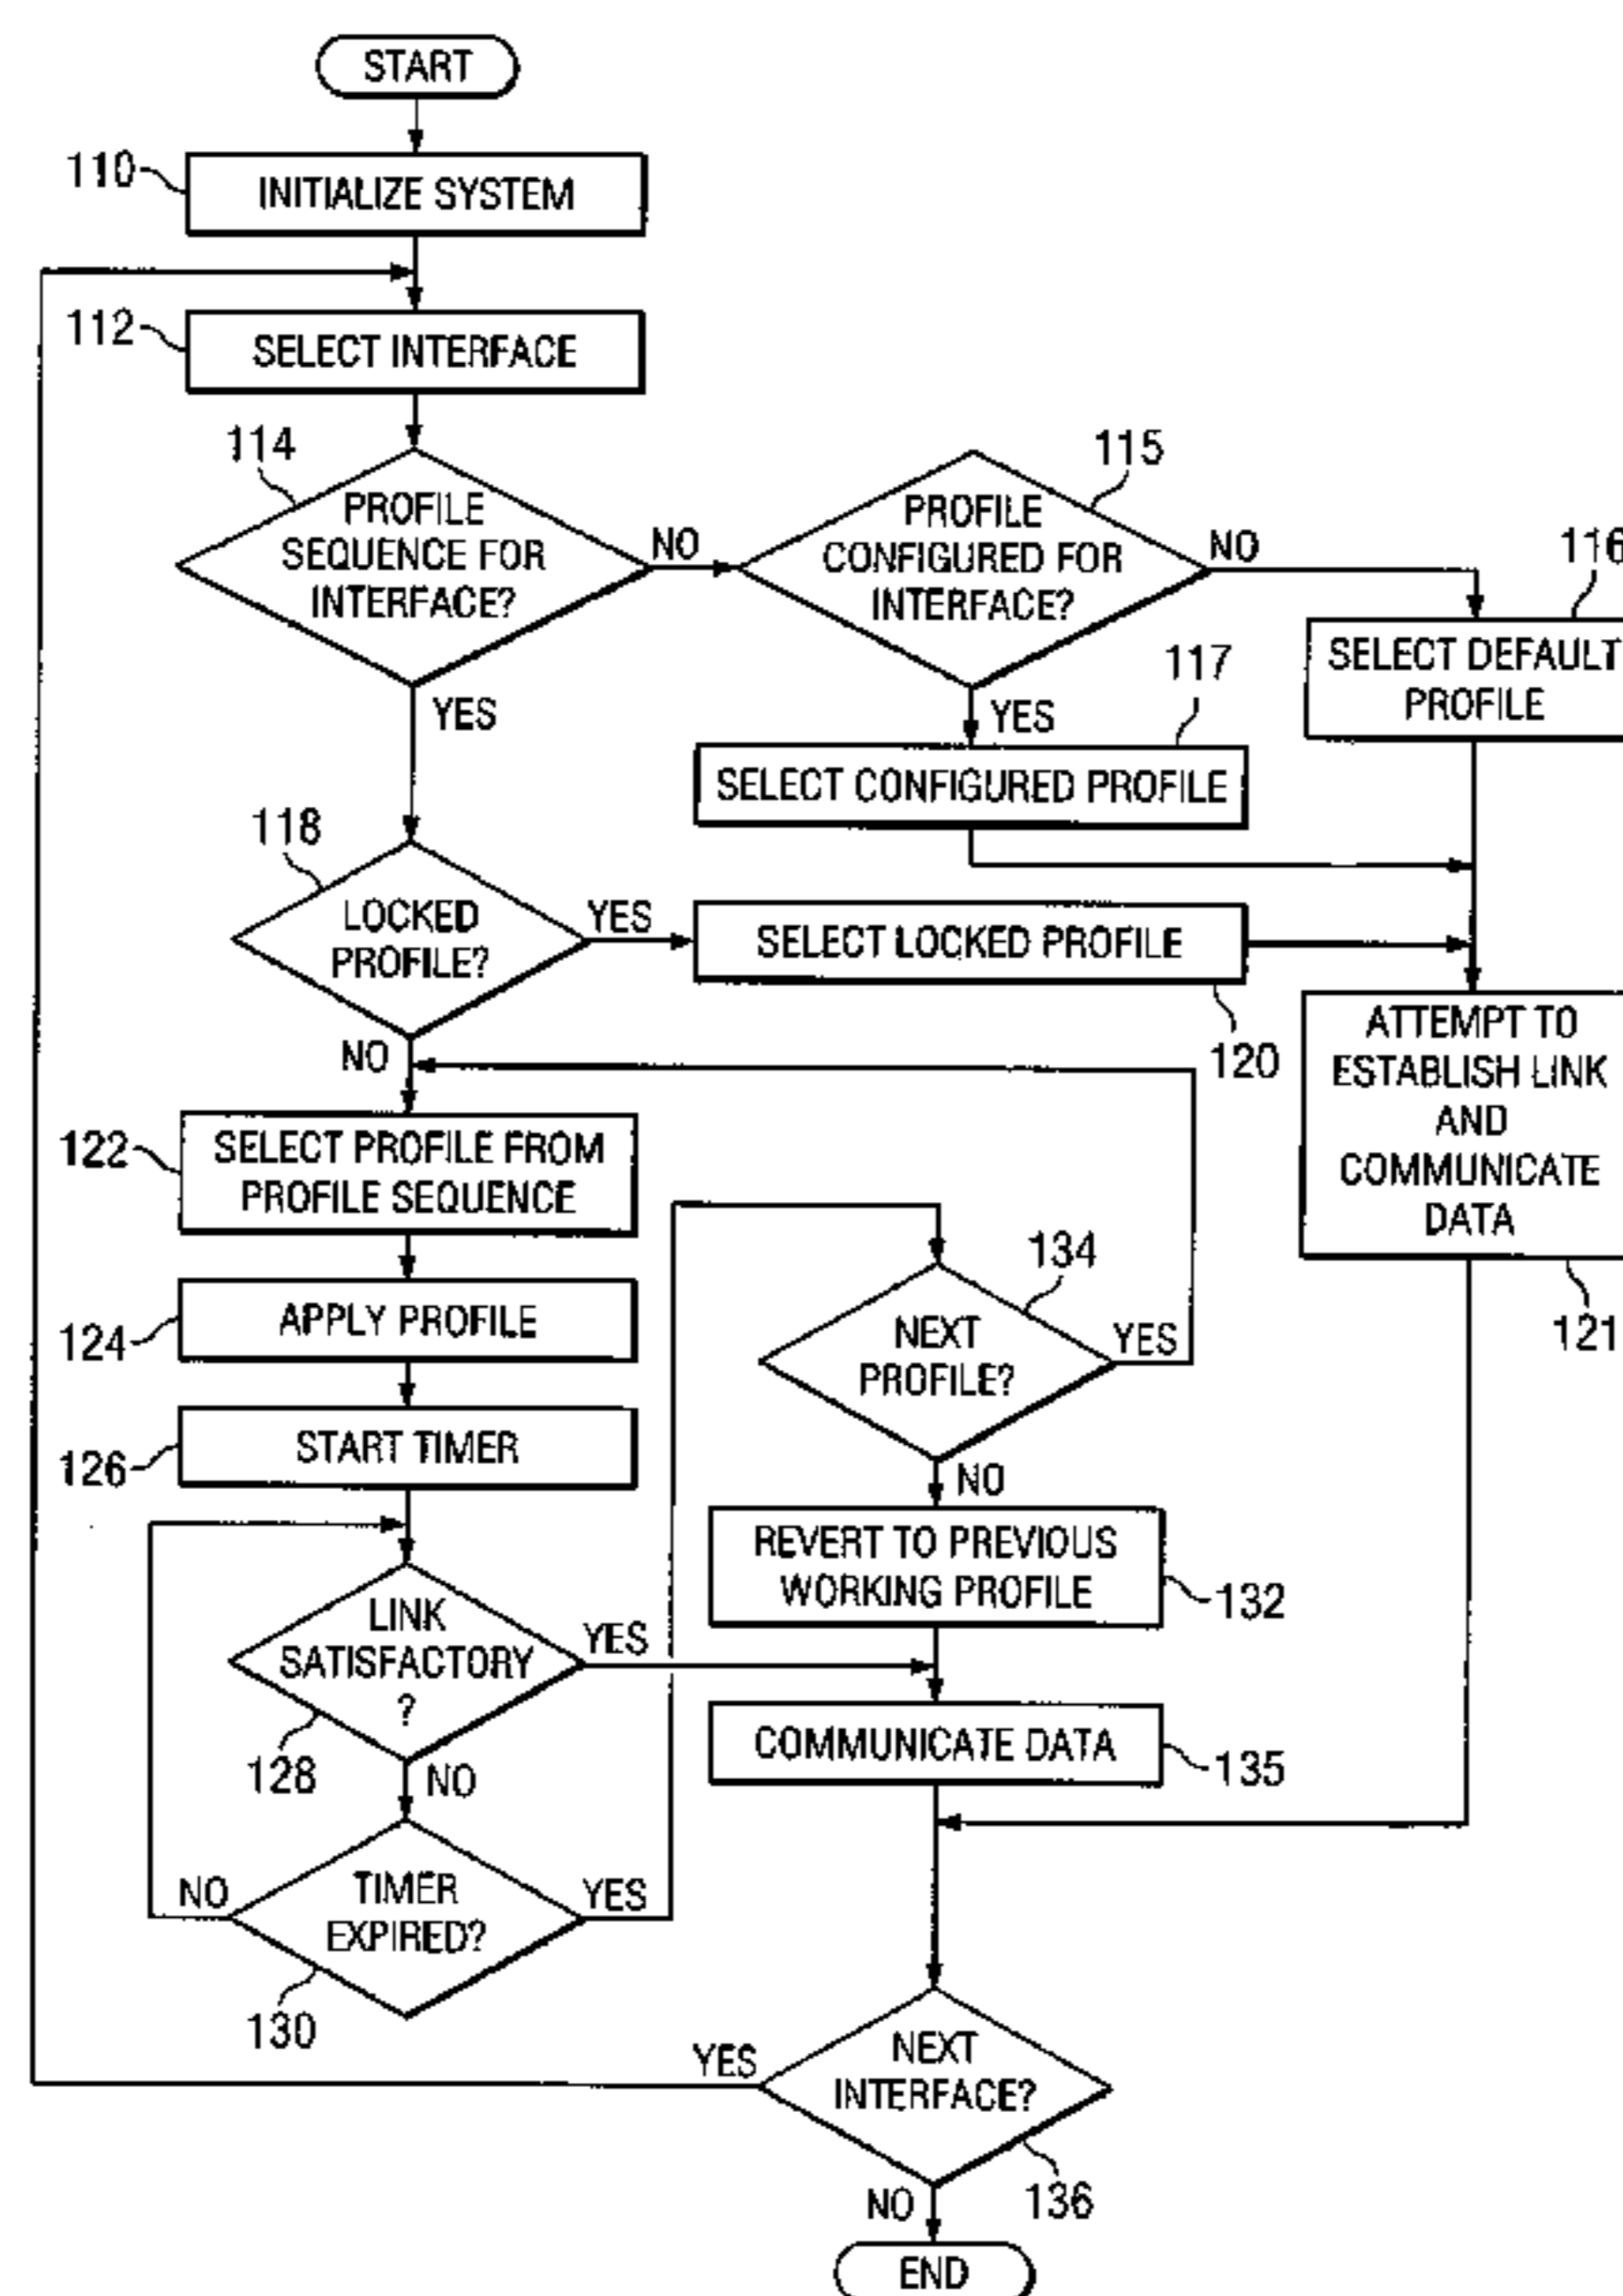 START
110
INITIALIZE SYSTEM
112
SELECT INTERFACE
114
PROFILE
SEQUENCE FOR
INTERFACE?
NO
YES
115
PROFILE
CONFIGURED FOR
INTERFACE?
NO
YES
116
SELECT DEFAULT
PROFILE
117
SELECT CONFIGURED PROFILE
118
LOCKED
PROFILE?
YES
NO
SELECT LOCKED PROFILE
120
ATTEMPT TO
ESTABLISH LINK
AND
COMMUNICATE
DATA
121
122
SELECT PROFILE FROM
PROFILE SEQUENCE
124
APPLY PROFILE
126
START TIMER
LINK
SATISFACTORY
?
YES
128
NO
TIMER
EXPIRED?
NO
YES
130
134
NEXT
PROFILE?
YES
NO
REVERT TO PREVIOUS
WORKING PROFILE
132
COMMUNICATE DATA
135
NEXT
INTERFACE?
YES
136
NO
END